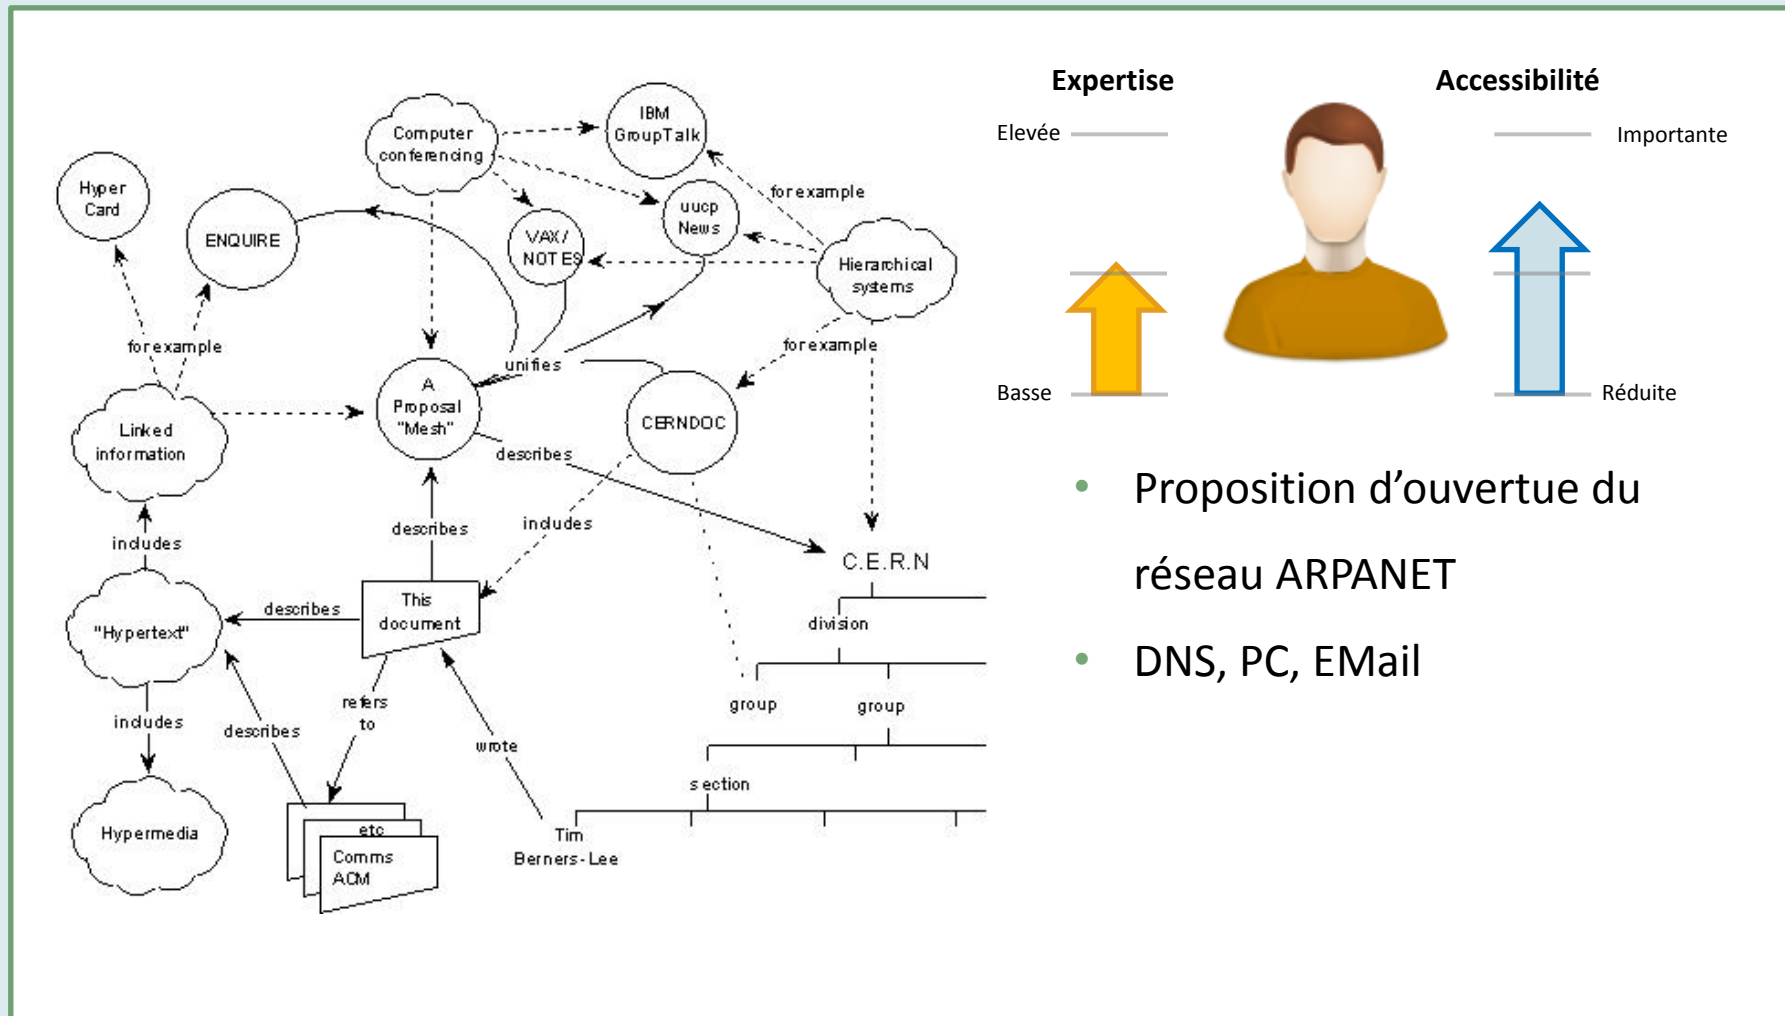 IBM
GroupTalk
Computer
conferencing
Hyper
Card
for example
uucp
News
ENQUIRE
VAX/
NOTES
Hierarchical
systems
for example
for example
unifies
A
Proposal
"Mesh"
CERNDOC
Linked
information
describes
describes
includes
includes
C.E.R.N
This
document
describes
division
"Hypertext"
refers
to
group
group
includes
describes
wrote
section
Hypermedia
etc
Tim
Berners-Lee
Comms
ACM
Expertise
Accessibilité
Elevée
Importante
Basse
Réduite
• Proposition d’ouvertue du
réseau ARPANET
• DNS, PC, EMail